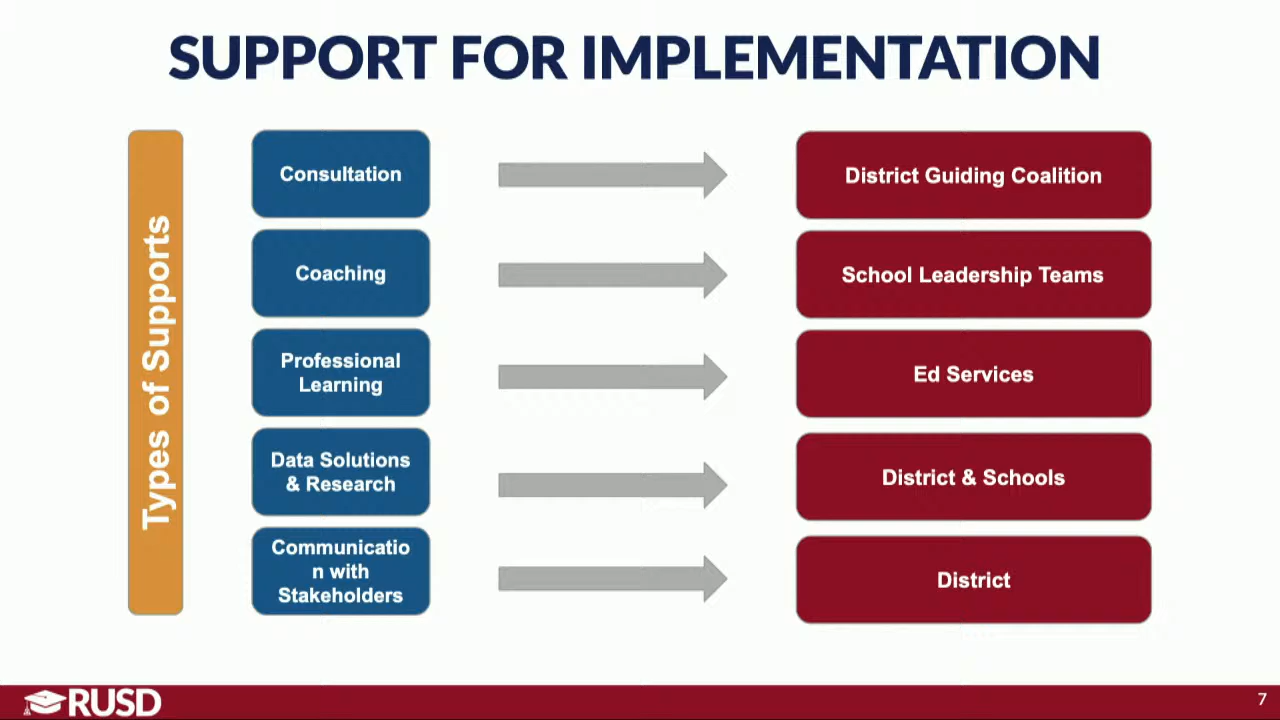 SUPPORT FOR IMPLEMENTATION
Types of Supports
Consultation
District Guiding Coalition
Coaching
School Leadership Teams
Professional
Learning
Ed Services
Data Solutions
& Research
District & Schools
Communicatio
n with
Stakeholders
District
RUSD
7